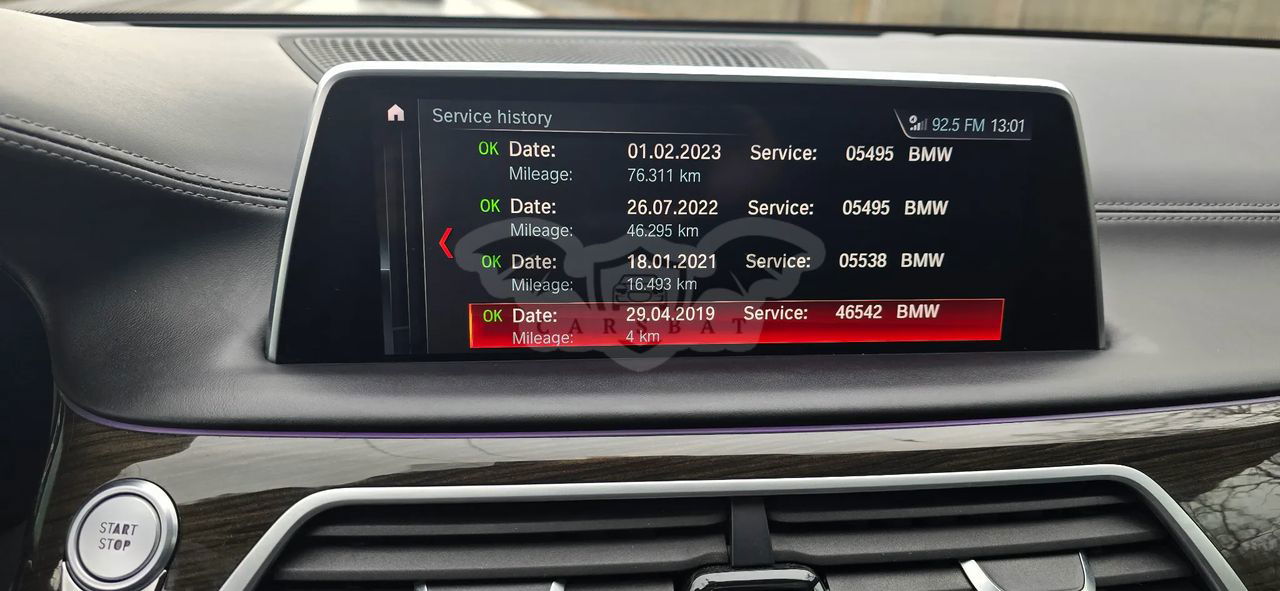 Service history
92.5 FM 13:01
OK Date: 01.02.2023 Service: 05495 BMW
Mileage: 76.311 km
OK Date: 26.07.2022 Service: 05495 BMW
Mileage: 46.295 km
OK Date: 18.01.2021 Service: 05538 BMW
Mileage: 16.493 km
OK Date: 29.04.2019 Service: 46542 BMW
CARSBAT
Mileage: 4 km
START
STOP